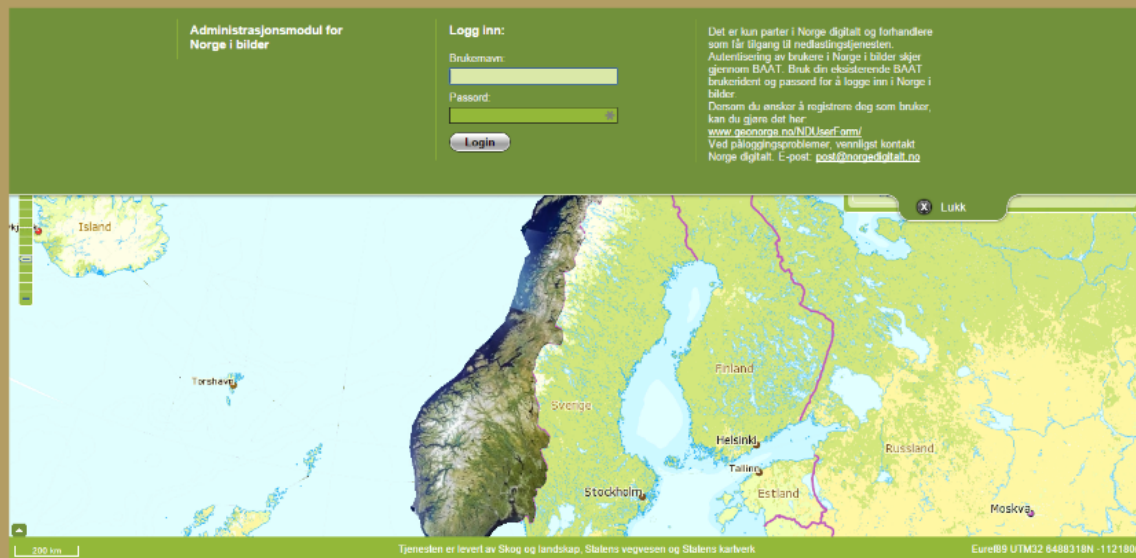 Administrasjonsmodul for
Norge i bilder
Logg inn:
Brukernavn:
Passord:
Login
Det er kun parter i Norge digitalt og forhandlere
som får tilgang til nedlastingstjenesten.
Autentisering av brukere i Norge i bilder skjer
gjennom BAAT. Bruk din eksisterende BAAT
brukerident og passord for å logge inn i Norge i
bilder.
Dersom du ønsker å registrere deg som bruker,
kan du gjøre det her:
www.geonorge.no/NDUserForm/
Ved påloggingsproblemer, vennligst kontakt
Norge digitalt. E-post: post@norgedigitalt.no
X Lukk
Island
Tørshavn
Sverige
Finland
Helsinki
Tallinn
Estland
Stockholm
Russland
Moskva
200 km
Tjenesten er levert av Skog og landskap, Statens vegvesen og Statens kartverk
Euref89 UTM32 6488318N -112180